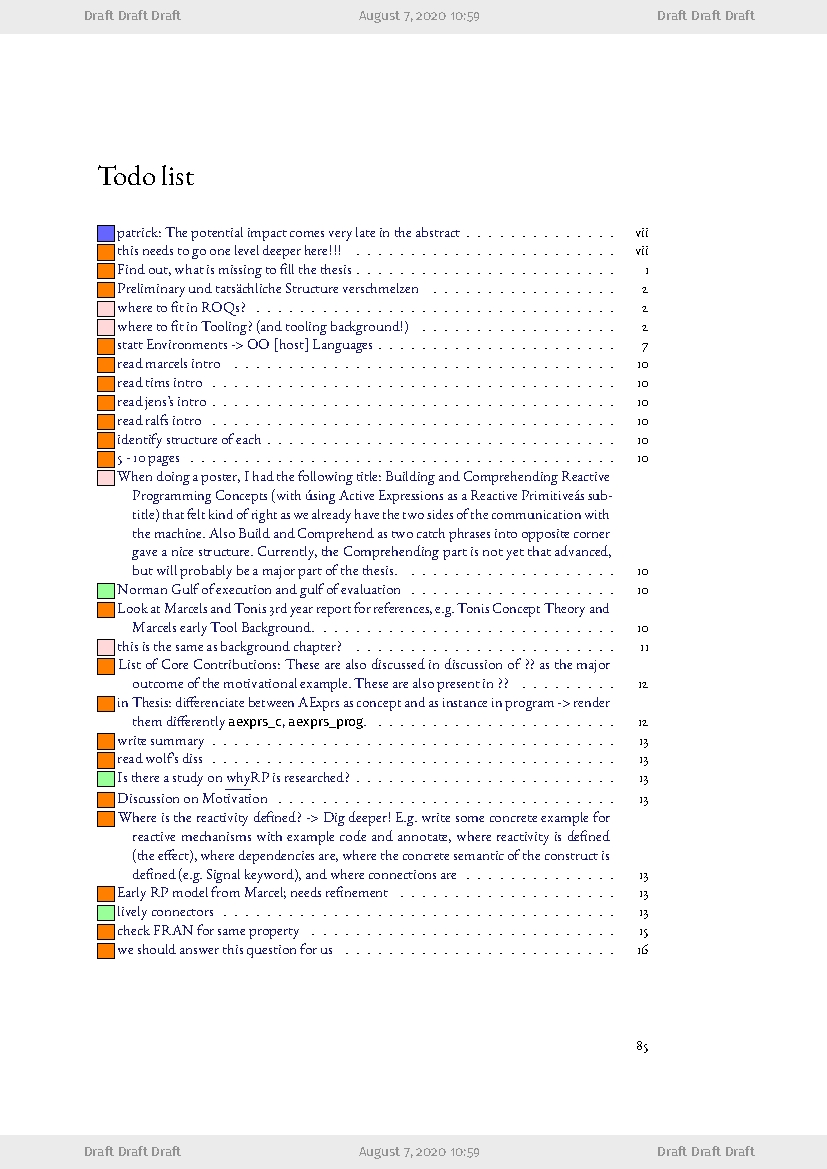 Draft Draft Draft August 7, 2020 10:59 Draft Draft Draft
Todo list
patrick: The potential impact comes very late in the abstract . . . . . . . . . . . . . . vii
this needs to go one level deeper here!!! . . . . . . . . . . . . . . . . . . . . . . . . . vii
Find out, what is missing to fill the thesis . . . . . . . . . . . . . . . . . . . . . . . . . 1
Preliminary und tatsächliche Structure verschmelzen . . . . . . . . . . . . . . . . . 2
where to fit in ROQs? . . . . . . . . . . . . . . . . . . . . . . . . . . . . . . . . . . . 2
where to fit in Tooling? (and tooling background!) . . . . . . . . . . . . . . . . . . 2
statt Environments -> OO [host] Languages . . . . . . . . . . . . . . . . . . . . . . 7
read marcels intro . . . . . . . . . . . . . . . . . . . . . . . . . . . . . . . . . . . . . 10
read tims intro . . . . . . . . . . . . . . . . . . . . . . . . . . . . . . . . . . . . . . . 10
read jens's intro . . . . . . . . . . . . . . . . . . . . . . . . . . . . . . . . . . . . . . 10
read ralfs intro . . . . . . . . . . . . . . . . . . . . . . . . . . . . . . . . . . . . . . . 10
identify structure of each . . . . . . . . . . . . . . . . . . . . . . . . . . . . . . . . . 10
5 - 10 pages . . . . . . . . . . . . . . . . . . . . . . . . . . . . . . . . . . . . . . . . . 10
When doing a poster, I had the following title: Building and Comprehending Reactive
Programming Concepts (with úsing Active Expressions as a Reactive Primitiveás sub-
title) that felt kind of right as we already have the two sides of the communication with
the machine. Also Build and Comprehend as two catch phrases into opposite corner
gave a nice structure. Currently, the Comprehending part is not yet that advanced,
but will probably be a major part of the thesis. . . . . . . . . . . . . . . . . . . . 10
Norman Gulf of execution and gulf of evaluation . . . . . . . . . . . . . . . . . . . 10
Look at Marcels and Tonis 3rd year report for references, e.g. Tonis Concept Theory and
Marcels early Tool Background. . . . . . . . . . . . . . . . . . . . . . . . . . . . . 10
this is the same as background chapter? . . . . . . . . . . . . . . . . . . . . . . . . . 11
List of Core Contributions: These are also discussed in discussion of ?? as the major
outcome of the motivational example. These are also present in ?? . . . . . . . . . 12
in Thesis: differenciate between AExprs as concept and as instance in program -> render
them differently aexprs_c, aexprs_prog. . . . . . . . . . . . . . . . . . . . . . . . 12
write summary . . . . . . . . . . . . . . . . . . . . . . . . . . . . . . . . . . . . . . . 13
read wolf's diss . . . . . . . . . . . . . . . . . . . . . . . . . . . . . . . . . . . . . . . 13
Is there a study on whyRP is researched? . . . . . . . . . . . . . . . . . . . . . . . . . 13
Discussion on Motivation . . . . . . . . . . . . . . . . . . . . . . . . . . . . . . . . . 13
Where is the reactivity defined? -> Dig deeper! E.g. write some concrete example for
reactive mechanisms with example code and annotate, where reactivity is defined
(the effect), where dependencies are, where the concrete semantic of the construct is
defined (e.g. Signal keyword), and where connections are . . . . . . . . . . . . . . 13
Early RP model from Marcel; needs refinement . . . . . . . . . . . . . . . . . . . . 13
lively connectors . . . . . . . . . . . . . . . . . . . . . . . . . . . . . . . . . . . . . . 13
check FRAN for same property . . . . . . . . . . . . . . . . . . . . . . . . . . . . . 15
we should answer this question for us . . . . . . . . . . . . . . . . . . . . . . . . . . 16
85
Draft Draft Draft August 7, 2020 10:59 Draft Draft Draft